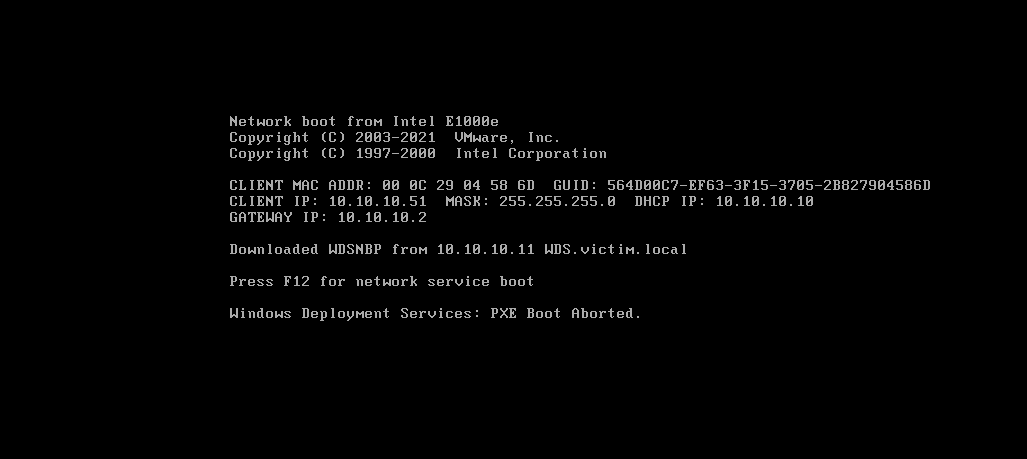 Network boot from Intel E1000e
Copyright (C) 2003-2021  VMware, Inc.
Copyright (C) 1997-2000  Intel Corporation
CLIENT MAC ADDR: 00 0C 29 04 58 6D  GUID: 564D00C7-EF63-3F15-3705-2B827904586D
CLIENT IP: 10.10.10.51  MASK: 255.255.255.0  DHCP IP: 10.10.10.10
GATEWAY IP: 10.10.10.2
Downloaded WDSNBP from 10.10.10.11 WDS.victim.local
Press F12 for network service boot
Windows Deployment Services: PXE Boot Aborted.